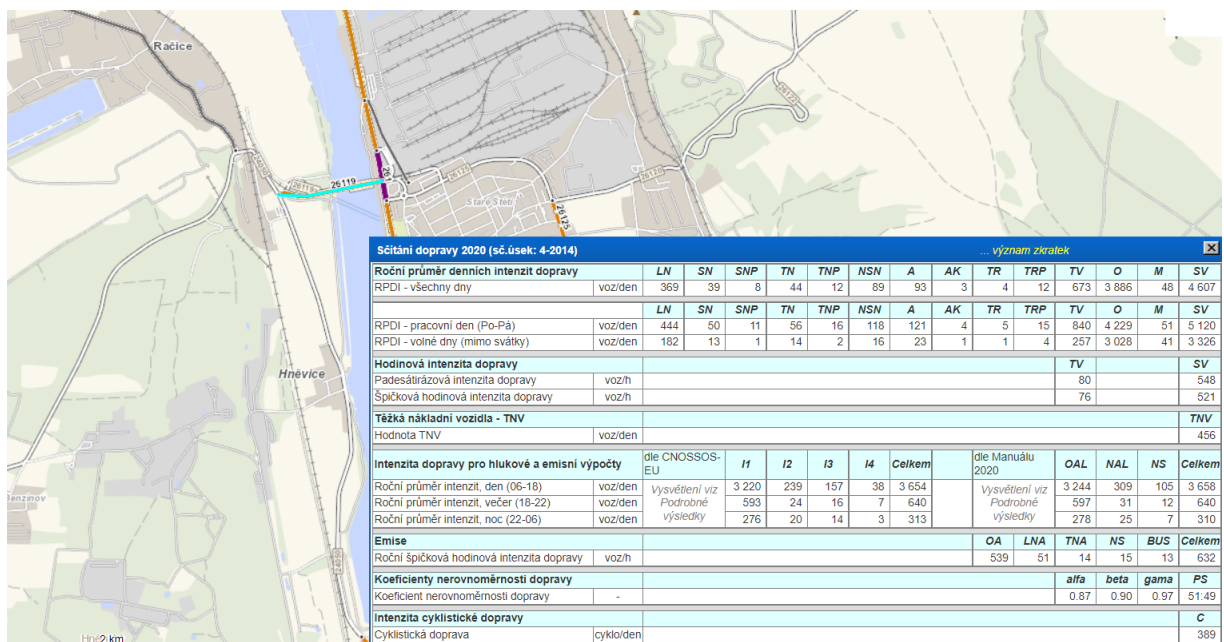 Račice
26122
24050
26119
26119
261
26125
26120
Staré Štětí
26125
Hněvice
24050
2 km
Sčítání dopravy 2020 (sč.úsek: 4-2014) ... význam zkratek
Roční průměr denních intenzit dopravy LN SN SNP TN TNP NSN A AK TR TRP TV O M SV
RPDI - všechny dny voz/den 369 39 8 44 12 89 93 3 4 12 673 3 886 48 4 607
LN SN SNP TN TNP NSN A AK TR TRP TV O M SV
RPDI - pracovní den (Po-Pá) voz/den 444 50 11 56 16 118 121 4 5 15 840 4 229 51 5 120
RPDI - volné dny (mimo svátky) voz/den 182 13 1 14 2 16 23 1 1 4 257 3 028 41 3 326
Hodinová intenzita dopravy TV SV
Padesátirázová intenzita dopravy voz/h 80 548
Špičková hodinová intenzita dopravy voz/h 76 521
Těžká nákladní vozidla - TNV TNV
Hodnota TNV voz/den 456
Intenzita dopravy pro hlukové a emisní výpočty dle CNOSSOS-EU I1 I2 I3 I4 Celkem dle Manuálu 2020 OAL NAL NS Celkem
Roční průměr intenzit, den (06-18) voz/den Vysvětlení viz Podrobné výsledky 3 220 239 157 38 3 654 Vysvětlení viz Podrobné výsledky 3 244 309 105 3 658
Roční průměr intenzit, večer (18-22) voz/den 593 24 16 7 640 597 31 12 640
Roční průměr intenzit, noc (22-06) voz/den 276 20 14 3 313 278 25 7 310
Emise OA LNA TNA NS BUS Celkem
Roční špičková hodinová intenzita dopravy voz/h 539 51 14 15 13 632
Koeficienty nerovnoměrnosti dopravy alfa beta gama PS
Koeficient nerovnoměrnosti dopravy - 0.87 0.90 0.97 51:49
Intenzita cyklistické dopravy C
Cyklistická doprava cyklo/den 389